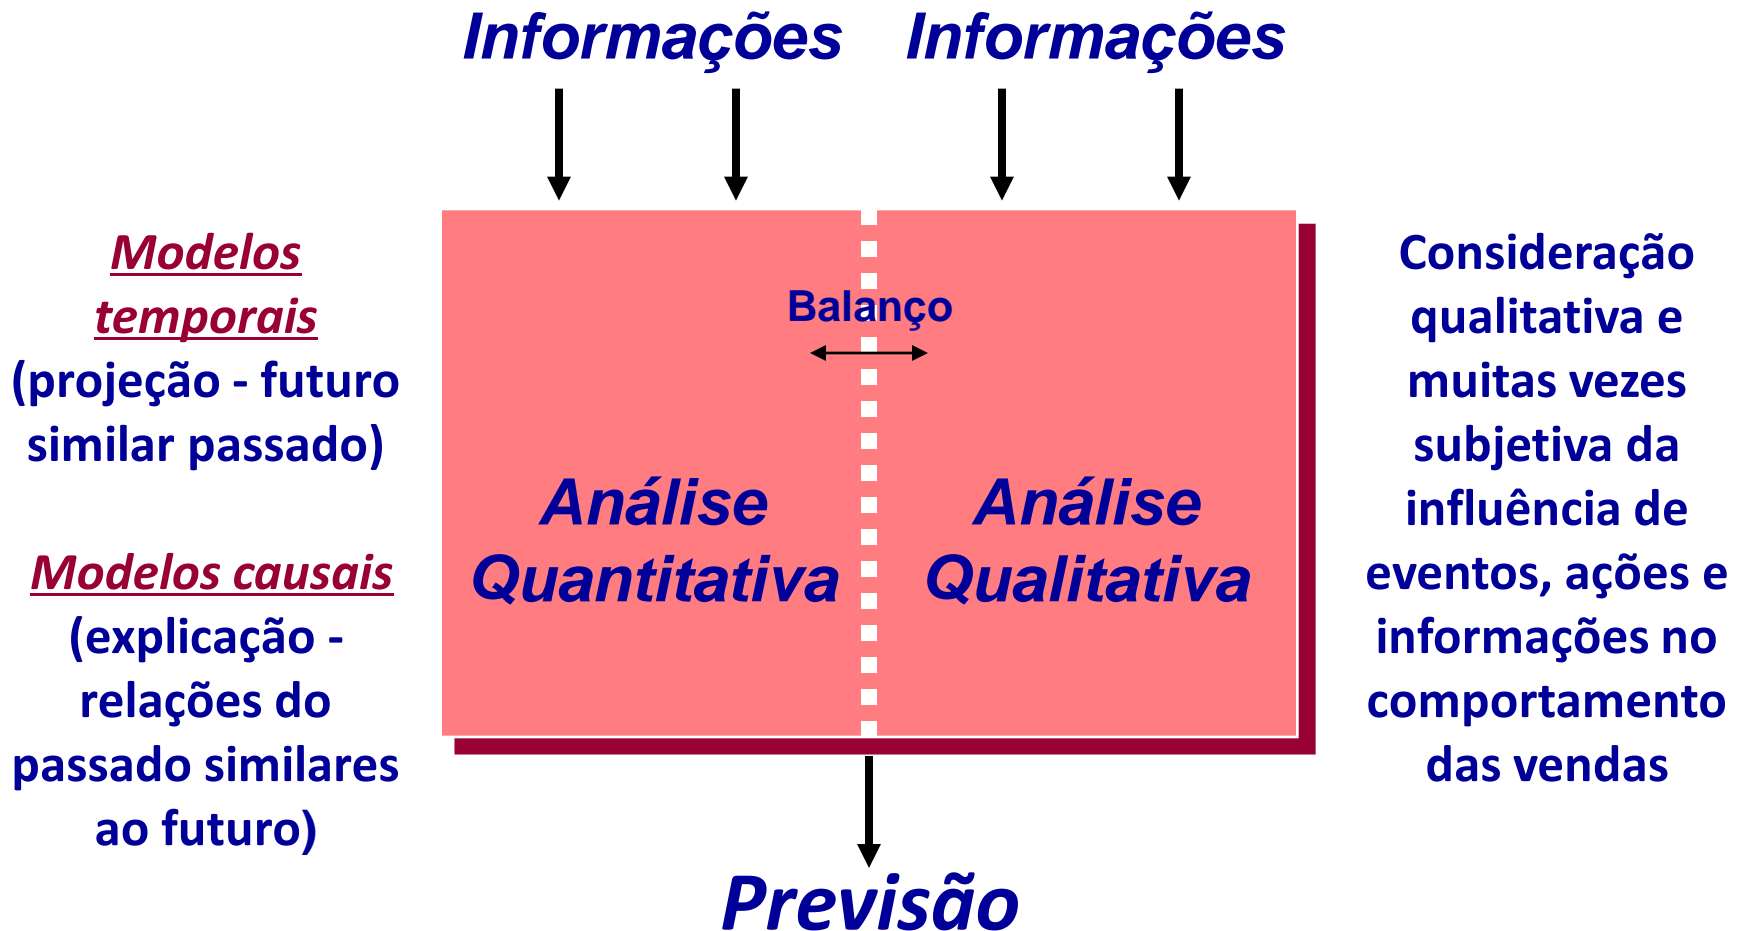 Informações
Informações
Modelos
temporais
(projeção - futuro
similar passado)
Modelos causais
(explicação -
relações do
passado similares
ao futuro)
Balanço
Análise
Quantitativa
Análise
Qualitativa
Consideração
qualitativa e
muitas vezes
subjetiva da
influência de
eventos, ações e
informações no
comportamento
das vendas
Previsão